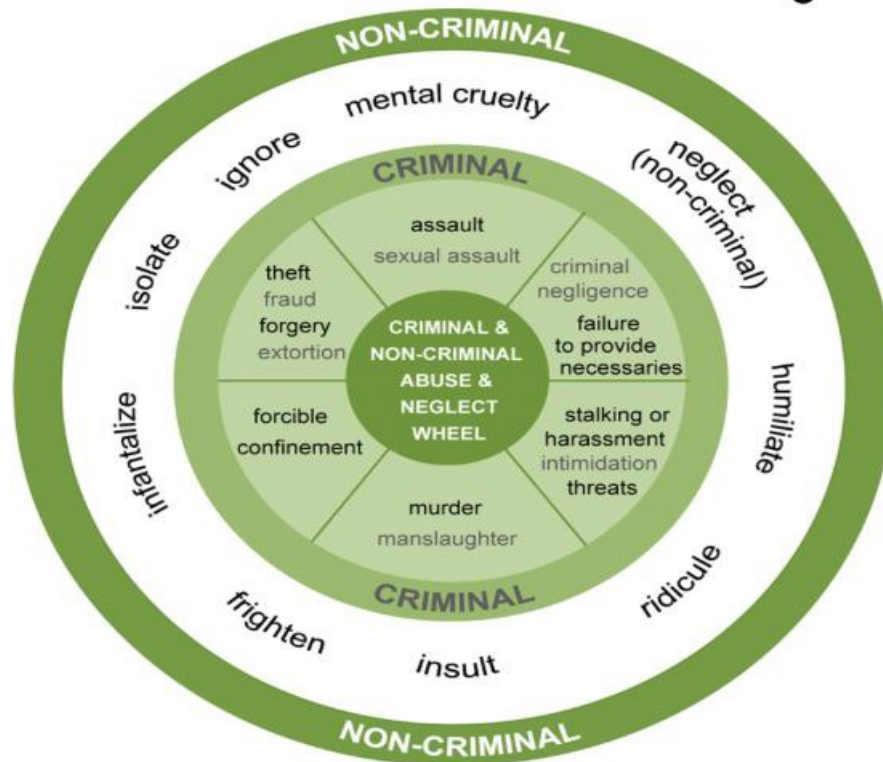 NON-CRIMINAL
mental cruelty
neglect
(non-criminal)
humiliate
ridicule
insult
frighten
infantalize
isolate
ignore
CRIMINAL
assault
sexual assault
criminal
negligence
failure
to provide
necessaries
stalking or
harassment
intimidation
threats
murder
manslaughter
forcible
confinement
theft
fraud
forgery
extortion
CRIMINAL &
NON-CRIMINAL
ABUSE &
NEGLECT
WHEEL
CRIMINAL
NON-CRIMINAL